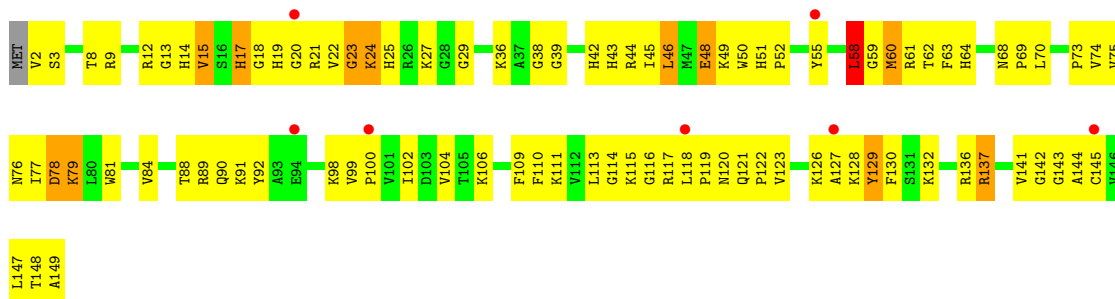 MET V2 S3 T8 R9 R12 G13 H14 V15 S16 H17 G18 H19 G20 R21 V22 G23 K24 H25 R26 K27 G28 G29 K36 A37 G38 G39 H42 H43 R44 I45 L46 M47 E48 K49 W50 H51 P52 Y55 L58 G59 M60 R61 T62 F63 H64 N68 P69 L70 P73 V74 V75
N76 I77 D78 K79 L80 W81 V84 T88 R89 Q90 K91 Y92 A93 E94 K98 V99 P100 V101 I102 D103 V104 T105 K106 F109 F110 K111 V112 L113 G114 K115 G116 R117 L118 P119 N120 Q121 P122 V123 K126 A127 K128 Y129 F130 S131 K132 R136 R137 V141 G142 G143 A144 C145 V146
L147 T148 A149